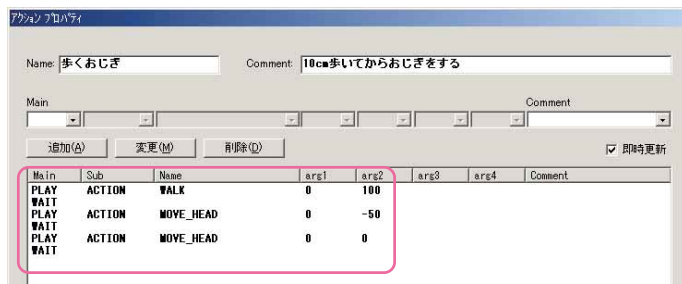 アクション プロパティ
Name: 歩くおじぎ Comment: 10cm歩いてからおじぎをする
Main Comment
追加(A) 変更(M) 削除(D) 即時更新
Main Sub Name arg1 arg2 arg3 arg4 Comment
PLAY ACTION WALK 0 100
WAIT
PLAY ACTION MOVE_HEAD 0 -50
WAIT
PLAY ACTION MOVE_HEAD 0 0
WAIT